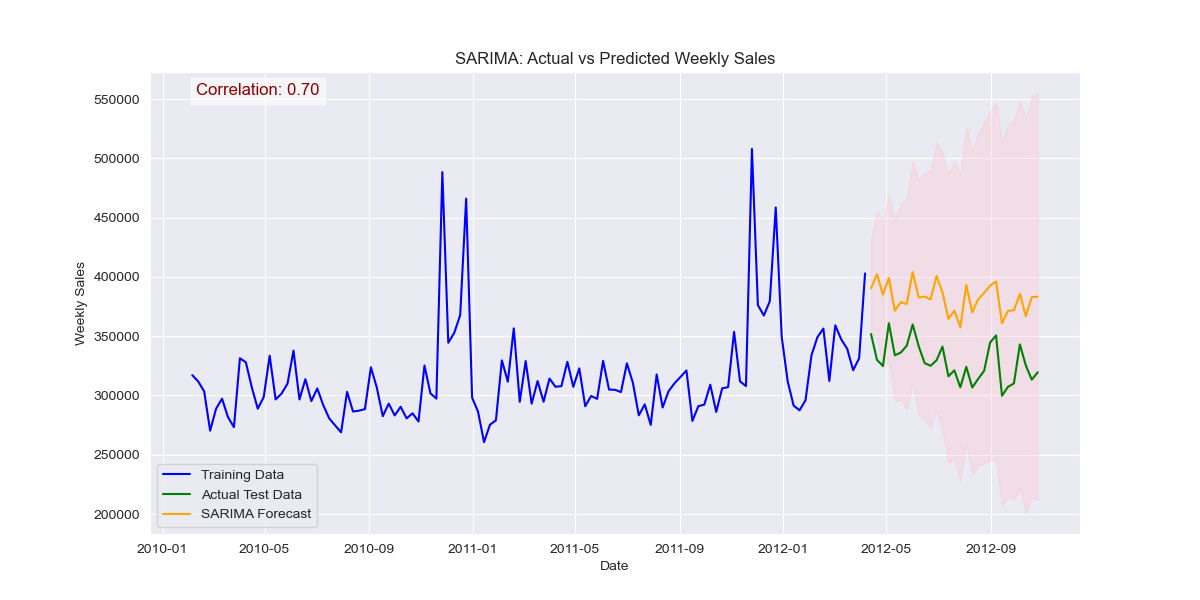 SARIMA: Actual vs Predicted Weekly Sales
Correlation: 0.70
550000
500000
450000
400000
350000
300000
250000
200000
Weekly Sales
Training Data
Actual Test Data
SARIMA Forecast
2010-01 2010-05 2010-09 2011-01 2011-05 2011-09 2012-01 2012-05 2012-09
Date